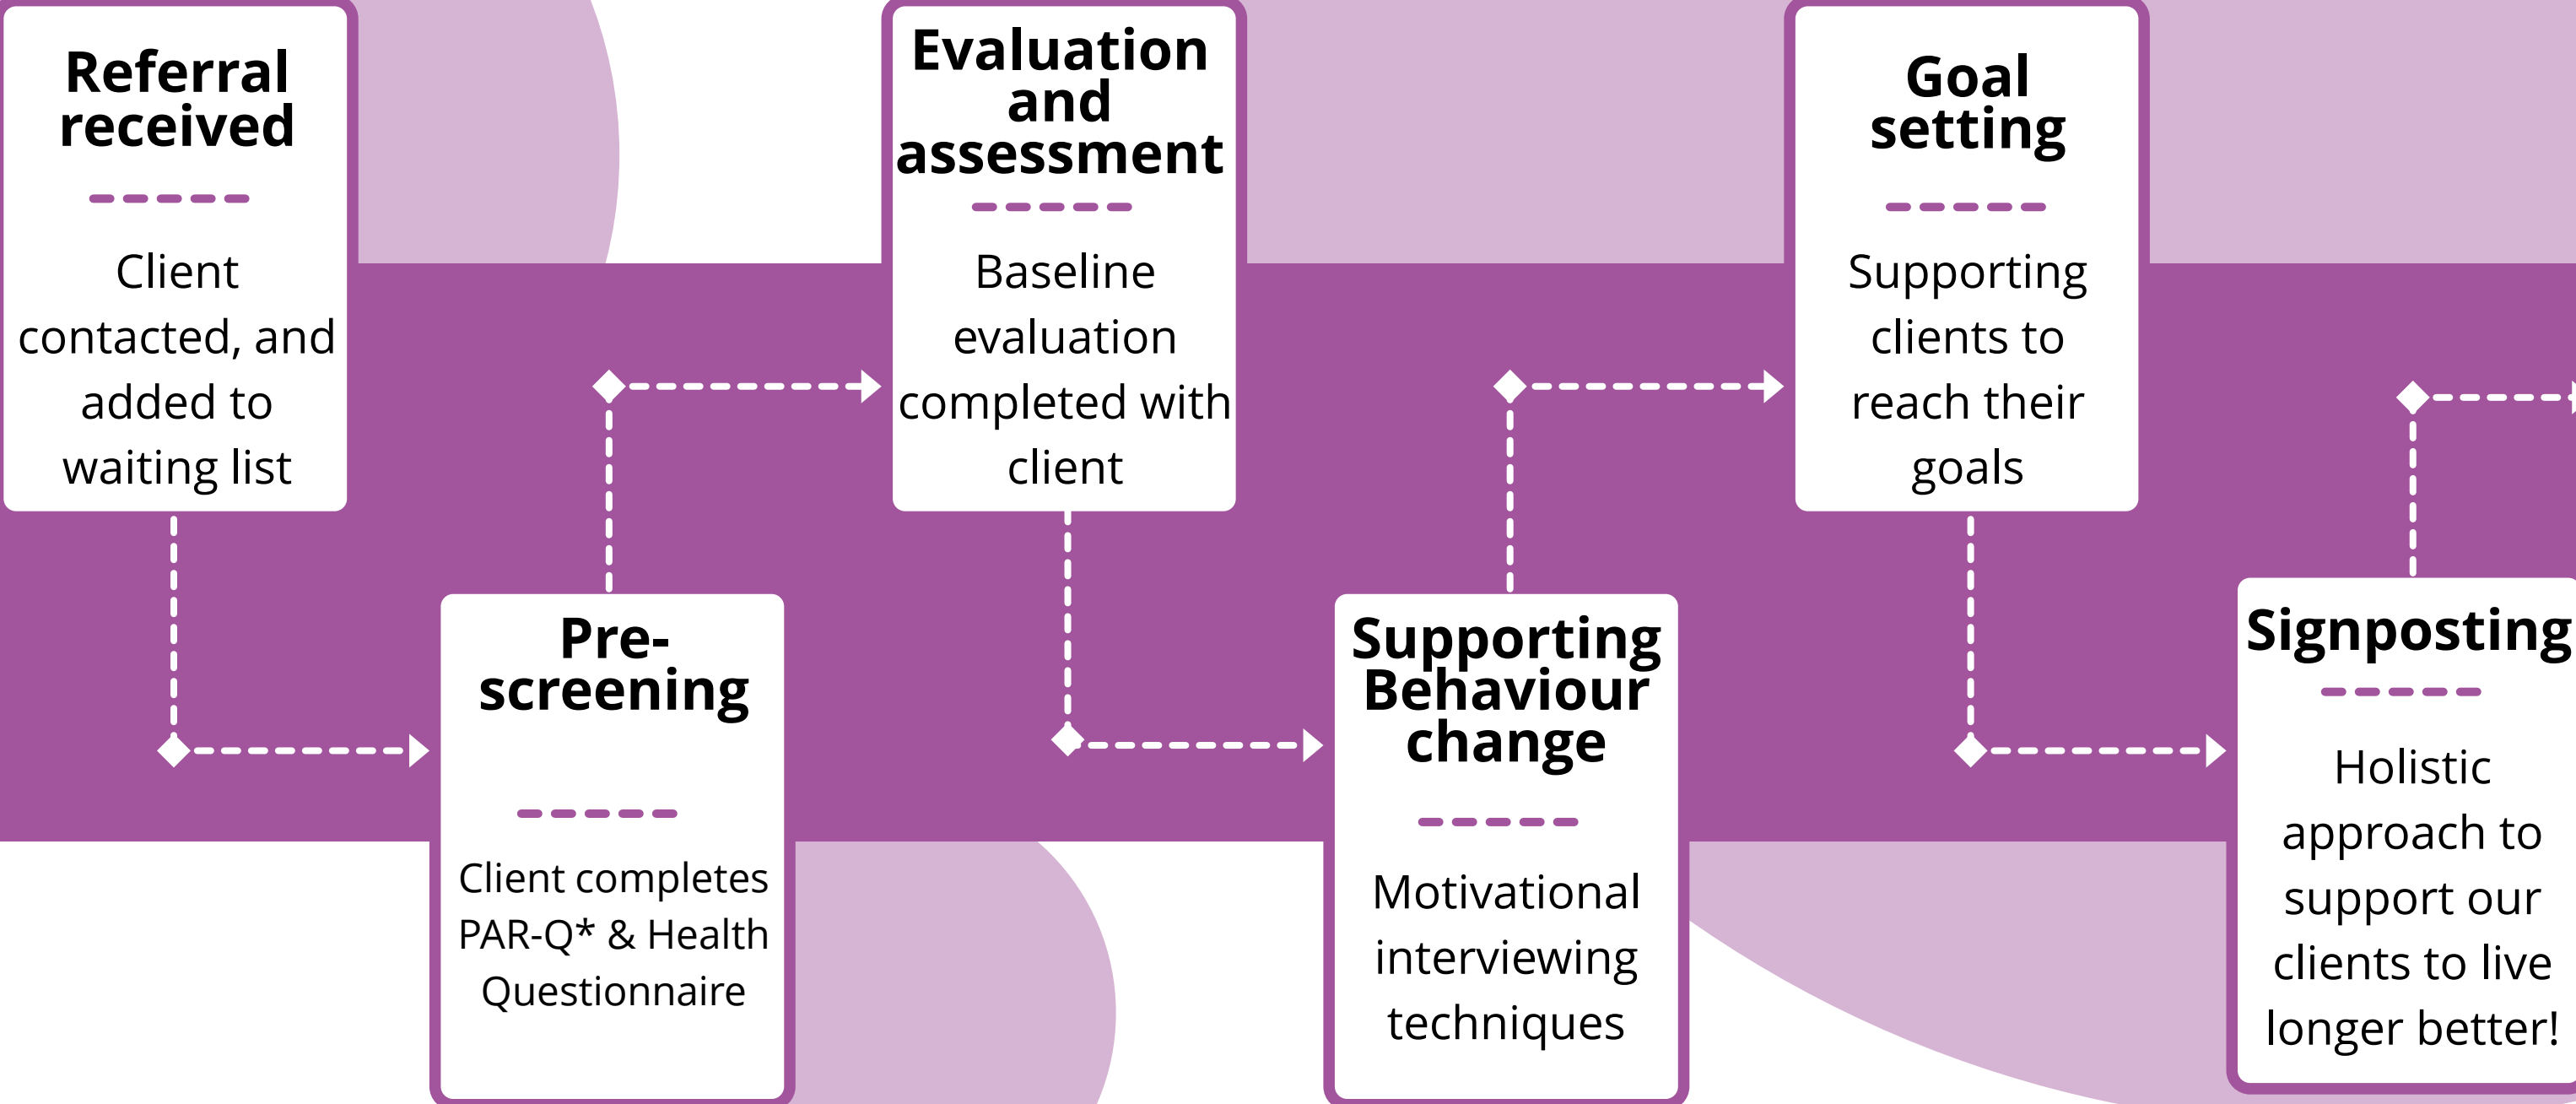 Referral
received
Client
contacted, and
added to
waiting list
Pre-
screening
Client completes
PAR-Q* & Health
Questionnaire
Evaluation
and
assessment
Baseline
evaluation
completed with
client
Supporting
Behaviour
change
Motivational
interviewing
techniques
Goal
setting
Supporting
clients to
reach their
goals
Signposting
Holistic
approach to
support our
clients to live
longer better!